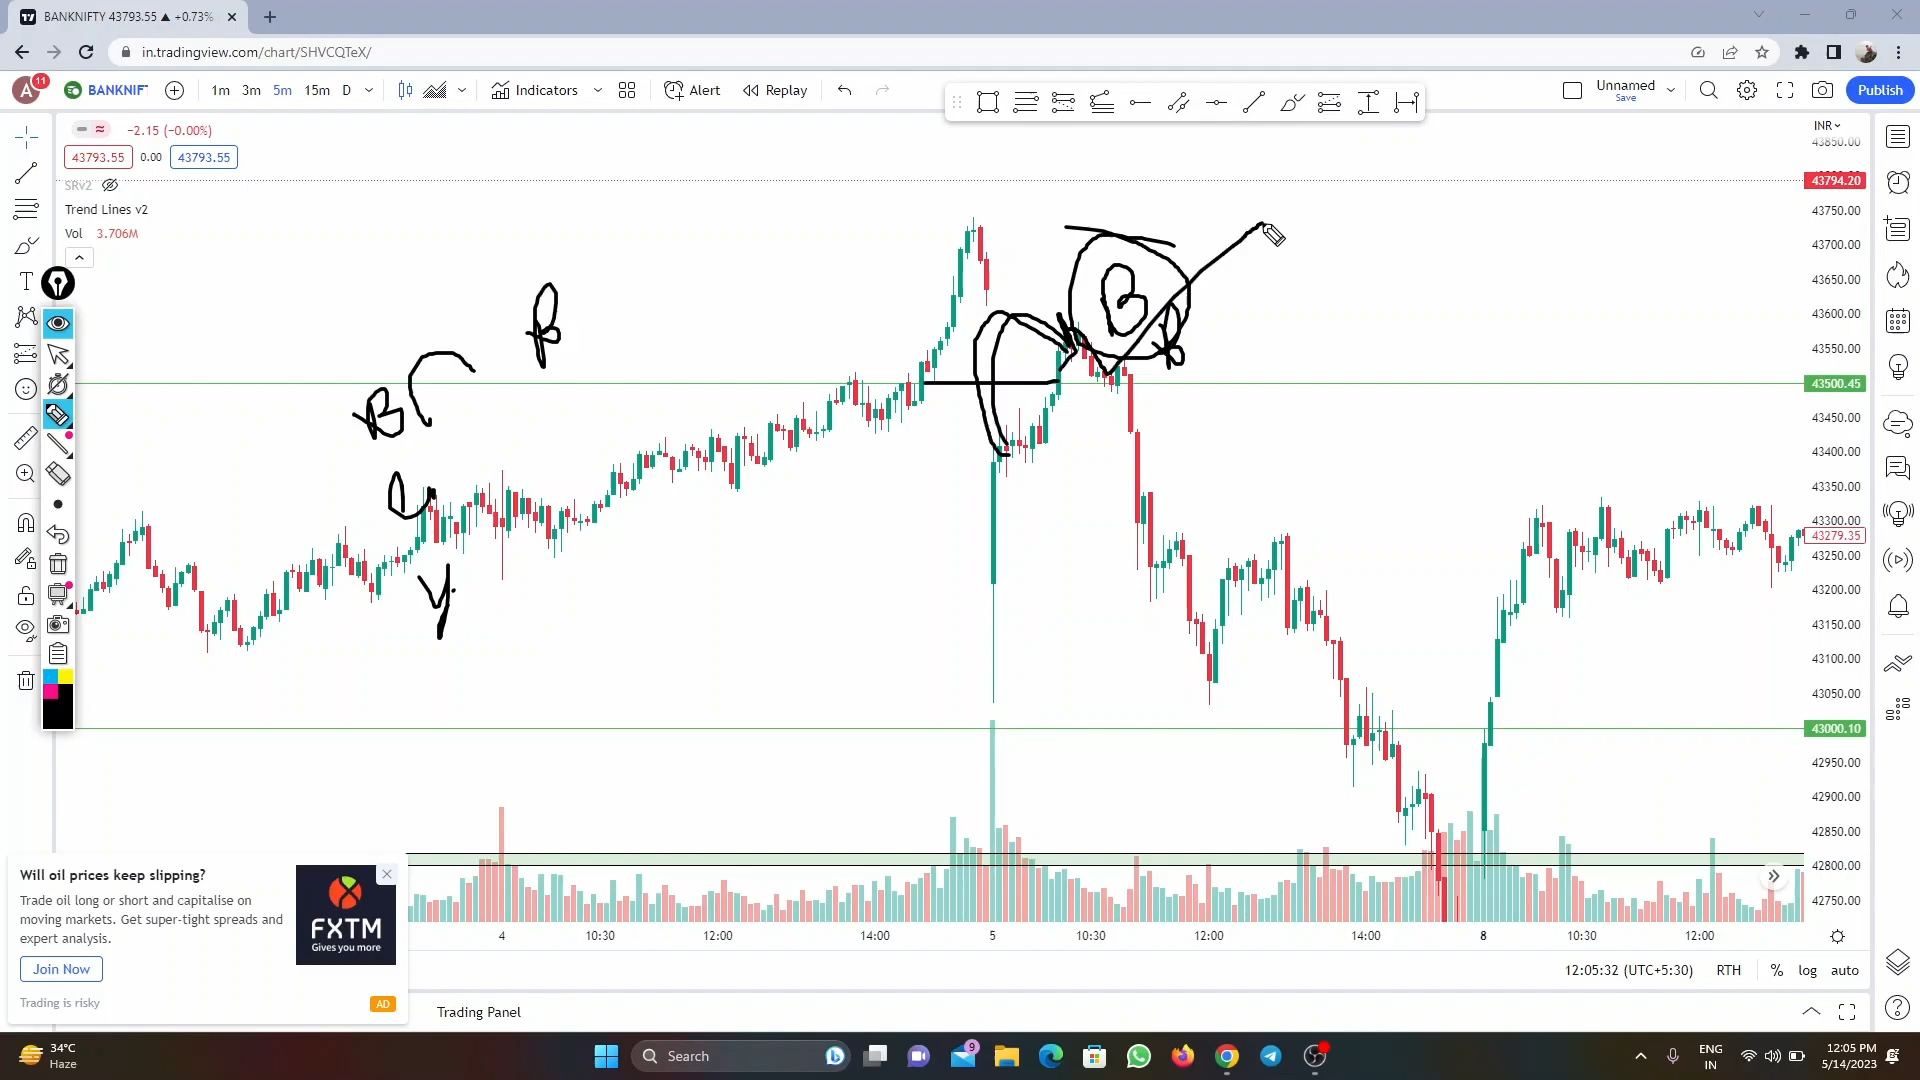 BANKNIFTY 43793.55 ▲ +0.73%
in.tradingview.com/chart/SHVCQTeX/
A 11 BANKNIF 1m 3m 5m 15m D Indicators Alert Replay Unnamed Save Publish
−2.15 (−0.00%)
43793.55 0.00 43793.55
SRv2
Trend Lines v2
Vol 3.706M
INR
43850.00
43794.20
43750.00
43700.00
43650.00
43600.00
43550.00
43500.45
43450.00
43400.00
43350.00
43300.00
43279.35
43250.00
43200.00
43150.00
43100.00
43050.00
43000.10
42950.00
42900.00
42850.00
42800.00
42750.00
B
B
Y
B
T
Will oil prices keep slipping?
Trade oil long or short and capitalise on
moving markets. Get super-tight spreads and
expert analysis.
Join Now
Trading is risky
AD
FXTM
Gives you more
4 10:30 12:00 14:00 5 10:30 12:00 14:00 8 10:30 12:00
12:05:32 (UTC+5:30) RTH % log auto
Trading Panel
34°C
Haze
Search
9
ENG
IN
12:05 PM
5/14/2023